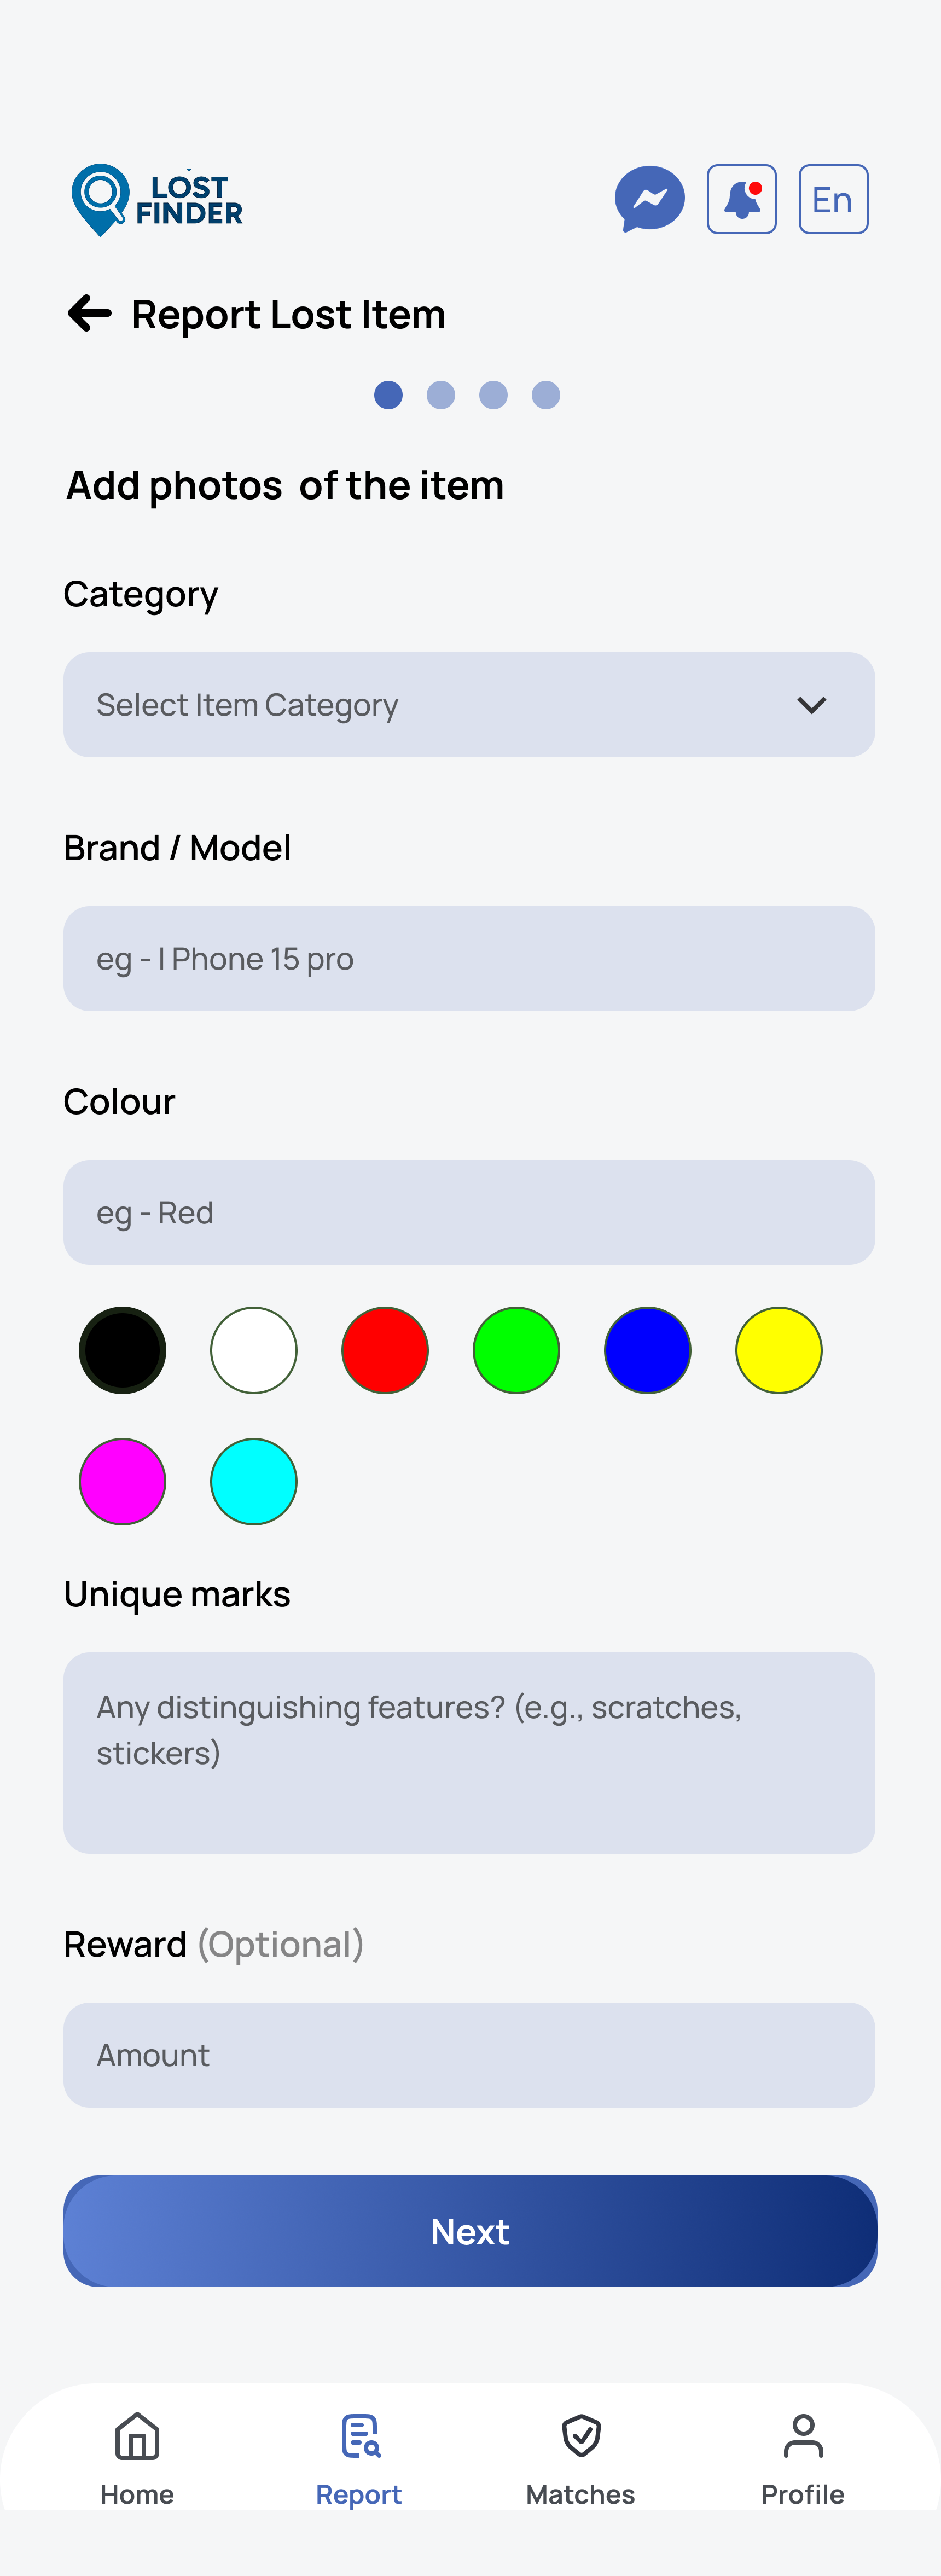 LOST
FINDER
En
Report Lost Item
Add photos  of the item
Category
Select Item Category
Brand / Model
eg - I Phone 15 pro
Colour
eg - Red
Unique marks
Any distinguishing features? (e.g., scratches,
stickers)
Reward (Optional)
Amount
Next
Home
Report
Matches
Profile